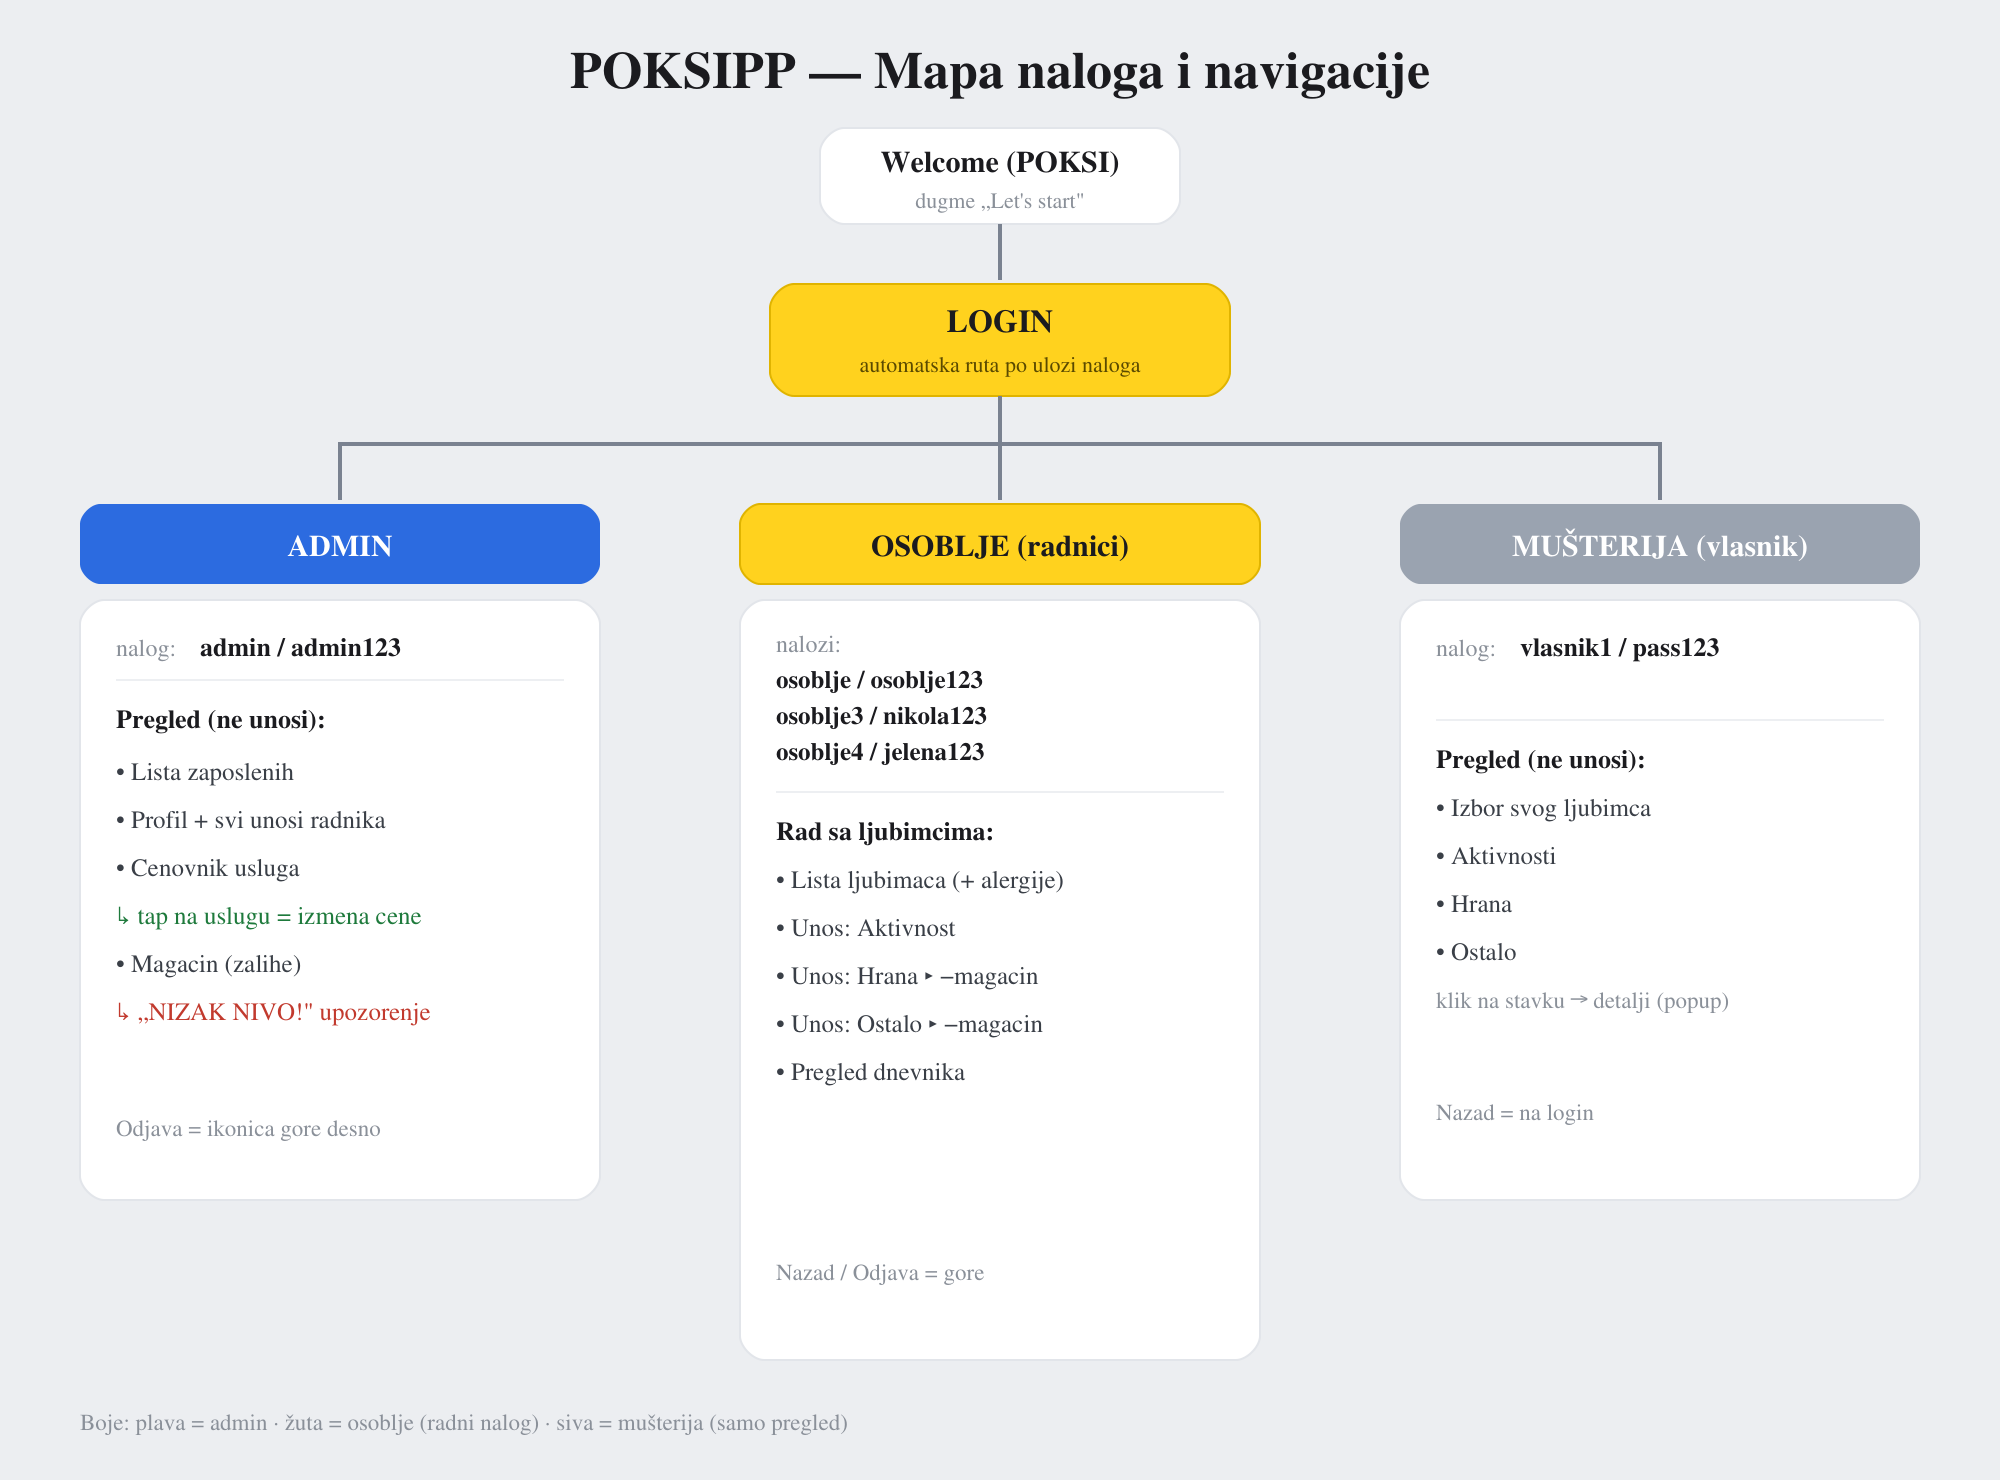 POKSIPP — Mapa naloga i navigacije
Welcome (POKSI)
dugme „Let's start"
LOGIN
automatska ruta po ulozi naloga
ADMIN
nalog: admin / admin123
Pregled (ne unosi):
• Lista zaposlenih
• Profil + svi unosi radnika
• Cenovnik usluga
↳ tap na uslugu = izmena cene
• Magacin (zalihe)
↳ „NIZAK NIVO!" upozorenje
Odjava = ikonica gore desno
OSOBLJE (radnici)
nalozi:
osoblje / osoblje123
osoblje3 / nikola123
osoblje4 / jelena123
Rad sa ljubimcima:
• Lista ljubimaca (+ alergije)
• Unos: Aktivnost
• Unos: Hrana ‣ −magacin
• Unos: Ostalo ‣ −magacin
• Pregled dnevnika
Nazad / Odjava = gore
MUŠTERIJA (vlasnik)
nalog: vlasnik1 / pass123
Pregled (ne unosi):
• Izbor svog ljubimca
• Aktivnosti
• Hrana
• Ostalo
klik na stavku → detalji (popup)
Nazad = na login
Boje: plava = admin · žuta = osoblje (radni nalog) · siva = mušterija (samo pregled)